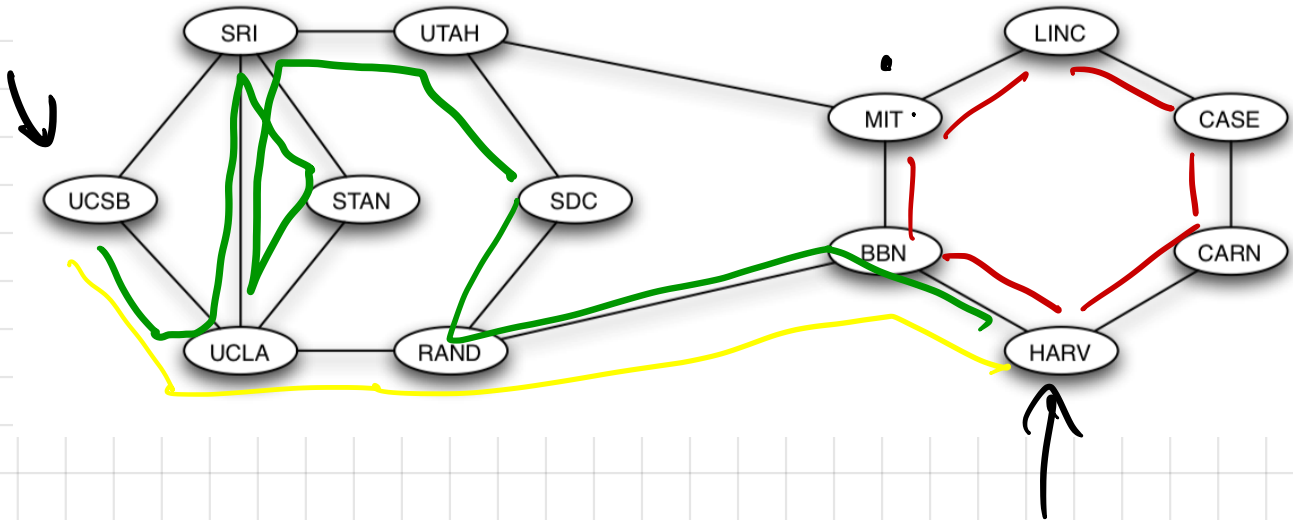 SRI UTAH LINC
MIT CASE
UCSB STAN SDC
BBN CARN
UCLA RAND HARV